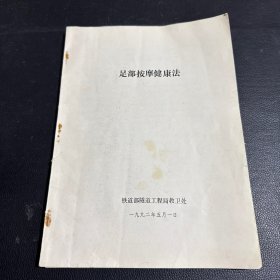 足部按摩健康法
铁道部隧道工程局教卫处
一九九二年五月一日